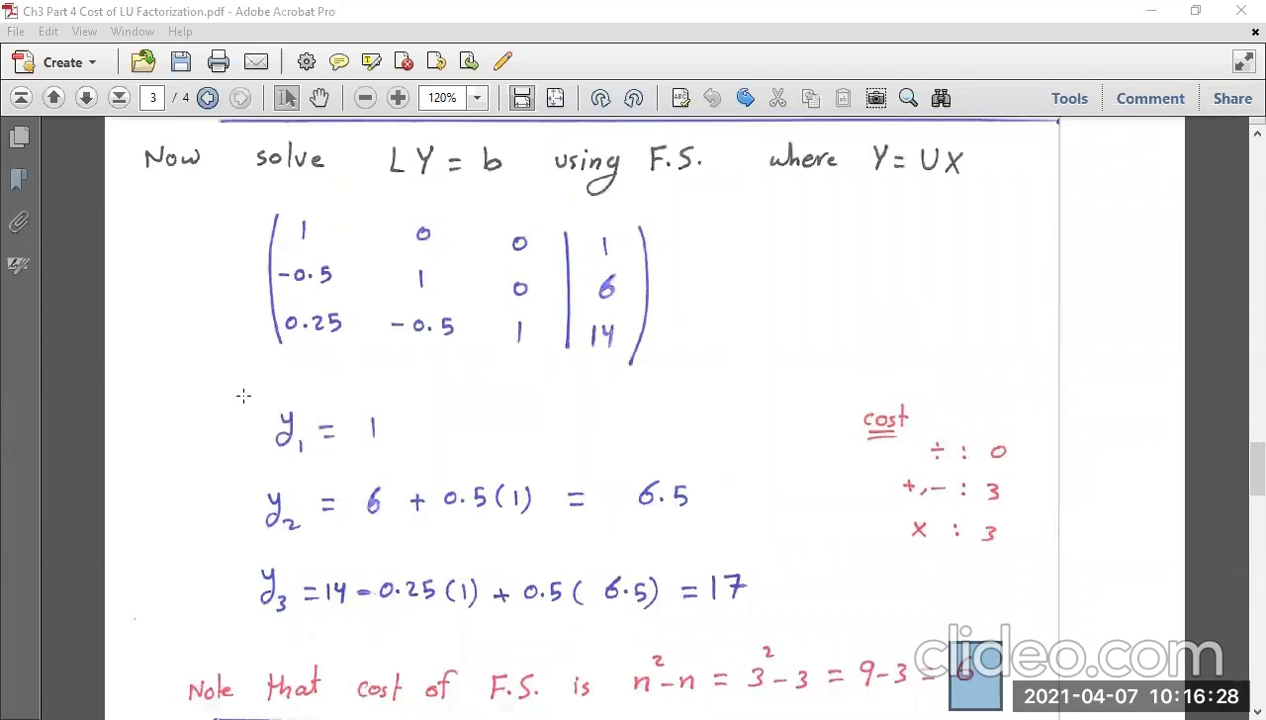 Ch3 Part 4 Cost of LU Factorization.pdf - Adobe Acrobat Pro
File Edit View Window Help
Create
3 / 4 120% Tools Comment Share
Now solve LY = b using F.S. where Y = UX
1 0 0 | 1
-0.5 1 0 | 6
0.25 -0.5 1 | 14
y₁ = 1
cost
÷ : 0
y₂ = 6 + 0.5(1) = 6.5
+,- : 3
× : 3
y₃ = 14 - 0.25(1) + 0.5(6.5) = 17
Note that cost of F.S. is n² - n = 3² - 3 = 9 - 3 = 6
clideo.com
2021-04-07 10:16:28